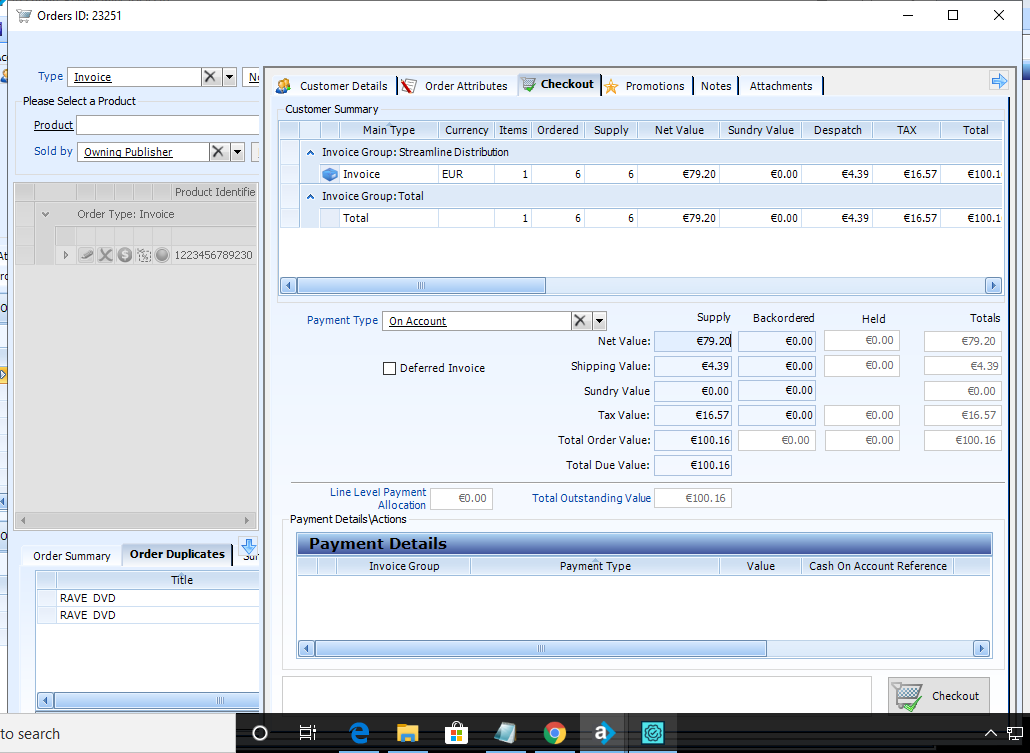 Orders ID: 23251
Type Invoice
Please Select a Product
Product
Sold by Owning Publisher
Product Identifie
Order Type: Invoice
1223456789230
Order Summary Order Duplicates
Title
RAVE DVD
RAVE DVD
Customer Details Order Attributes Checkout Promotions Notes Attachments
Customer Summary
Main Type Currency Items Ordered Supply Net Value Sundry Value Despatch TAX Total
Invoice Group: Streamline Distribution
Invoice EUR 1 6 6 €79.20 €0.00 €4.39 €16.57 €100.1
Invoice Group: Total
Total 1 6 6 €79.20 €0.00 €4.39 €16.57 €100.1
Payment Type On Account
Deferred Invoice
Supply Backordered Held Totals
Net Value: €79.20 €0.00 €0.00 €79.20
Shipping Value: €4.39 €0.00 €0.00 €4.39
Sundry Value €0.00 €0.00 €0.00
Tax Value: €16.57 €0.00 €0.00 €16.57
Total Order Value: €100.16 €0.00 €0.00 €100.16
Total Due Value: €100.16
Line Level Payment
Allocation €0.00 Total Outstanding Value €100.16
Payment Details\Actions
Payment Details
Invoice Group Payment Type Value Cash On Account Reference
Checkout
to search